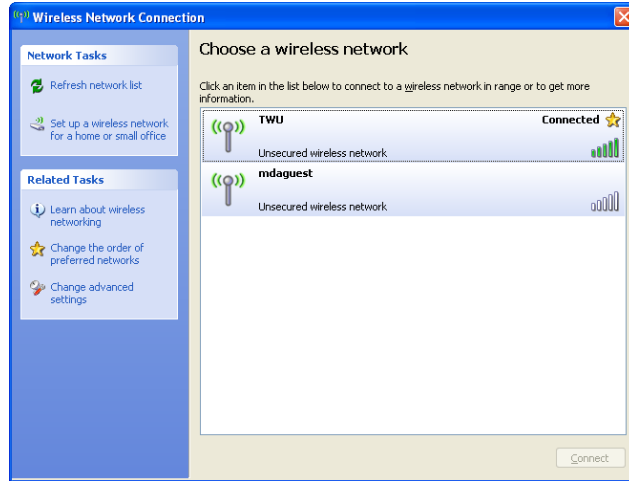 Wireless Network Connection
Network Tasks
Refresh network list
Set up a wireless network
for a home or small office
Related Tasks
Learn about wireless
networking
Change the order of
preferred networks
Change advanced
settings
Choose a wireless network
Click an item in the list below to connect to a wireless network in range or to get more
information.
TWU Connected
Unsecured wireless network
mdaguest
Unsecured wireless network
Connect